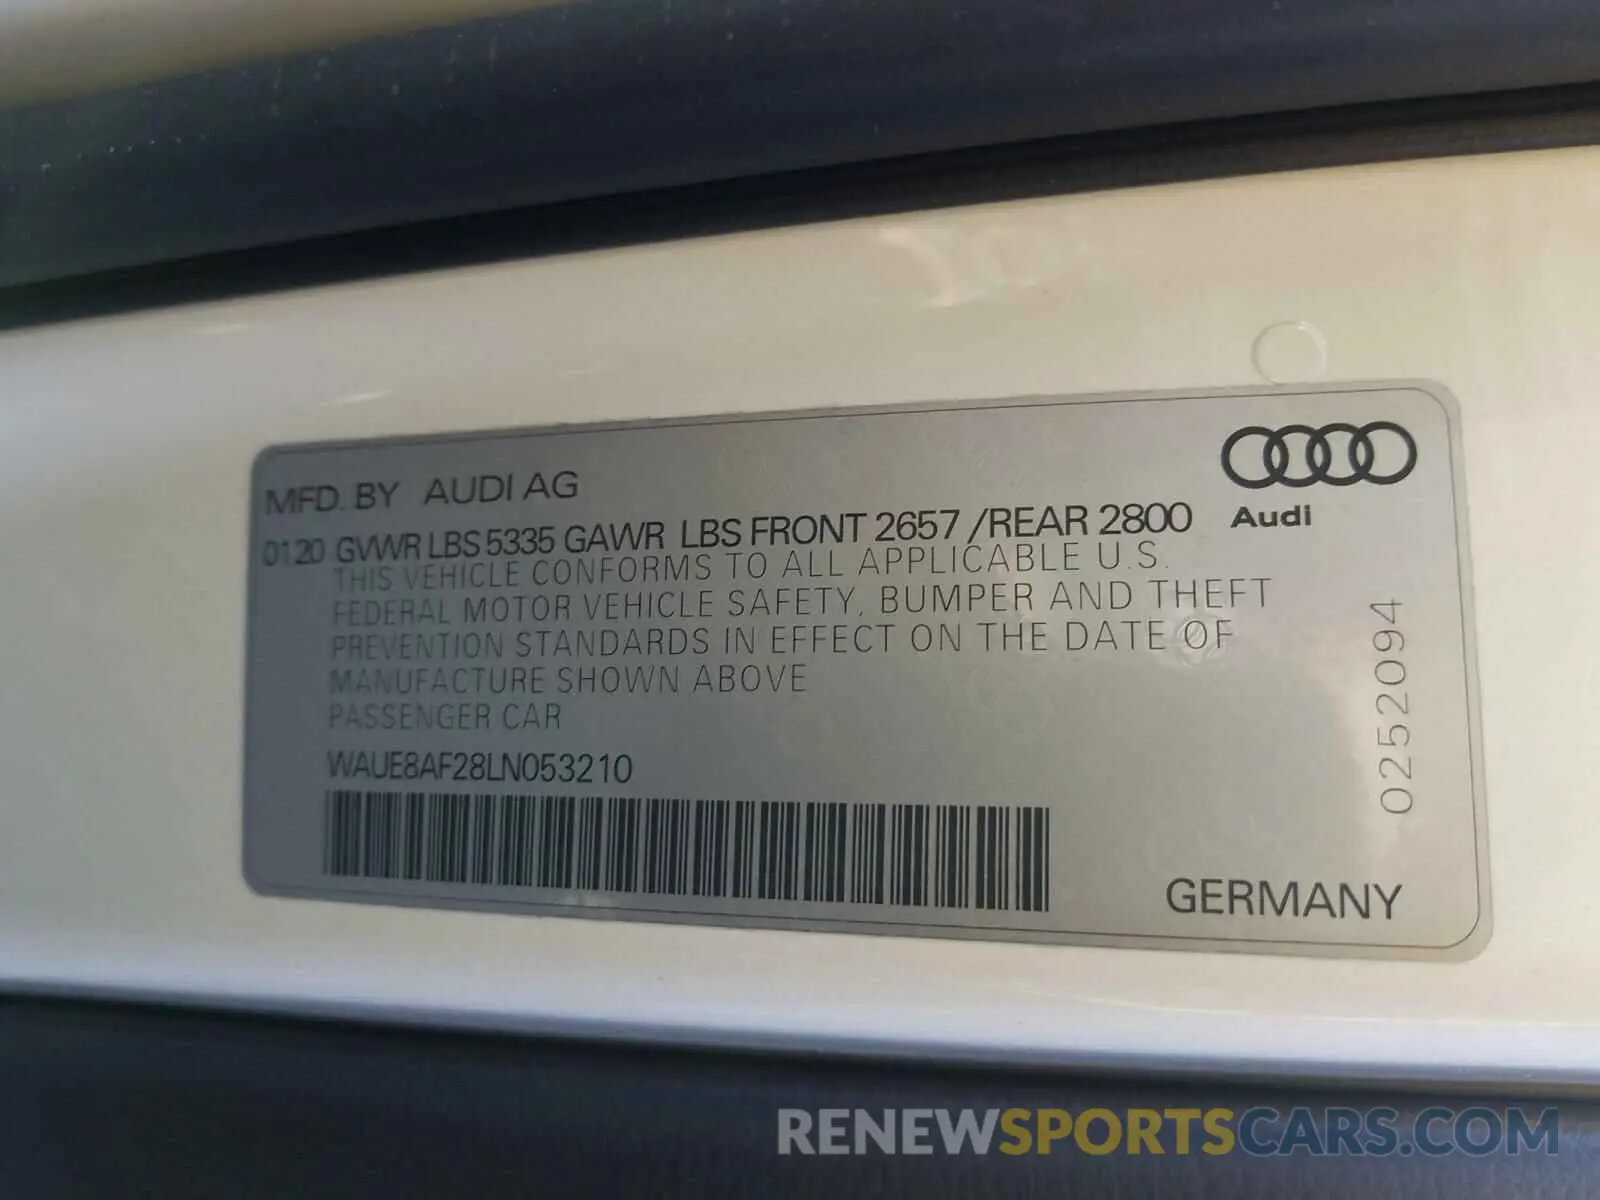 MFD. BY AUDI AG
0120 GVWR LBS 5335 GAWR LBS FRONT 2657 /REAR 2800
Audi
THIS VEHICLE CONFORMS TO ALL APPLICABLE U.S.
FEDERAL MOTOR VEHICLE SAFETY, BUMPER AND THEFT
PREVENTION STANDARDS IN EFFECT ON THE DATE OF
MANUFACTURE SHOWN ABOVE
PASSENGER CAR
WAUE8AF28LN053210
0252094
GERMANY
RENEWSPORTSCARS.COM